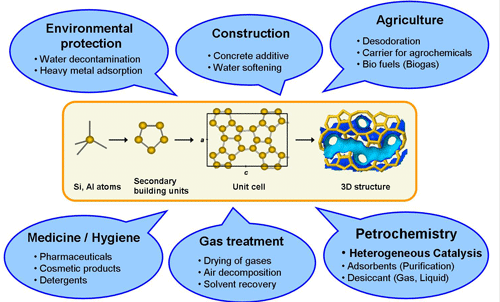 Environmental
protection
• Water decontamination
• Heavy metal adsorption
Construction
• Concrete additive
• Water softening
Agriculture
• Desodoration
• Carrier for agrochemicals
• Bio fuels (Biogas)
a
c
Si, Al atoms
Secondary
building units
Unit cell
3D structure
Medicine / Hygiene
• Pharmaceuticals
• Cosmetic products
• Detergents
Gas treatment
• Drying of gases
• Air decomposition
• Solvent recovery
Petrochemistry
• Heterogeneous Catalysis
• Adsorbents (Purification)
• Desiccant (Gas, Liquid)